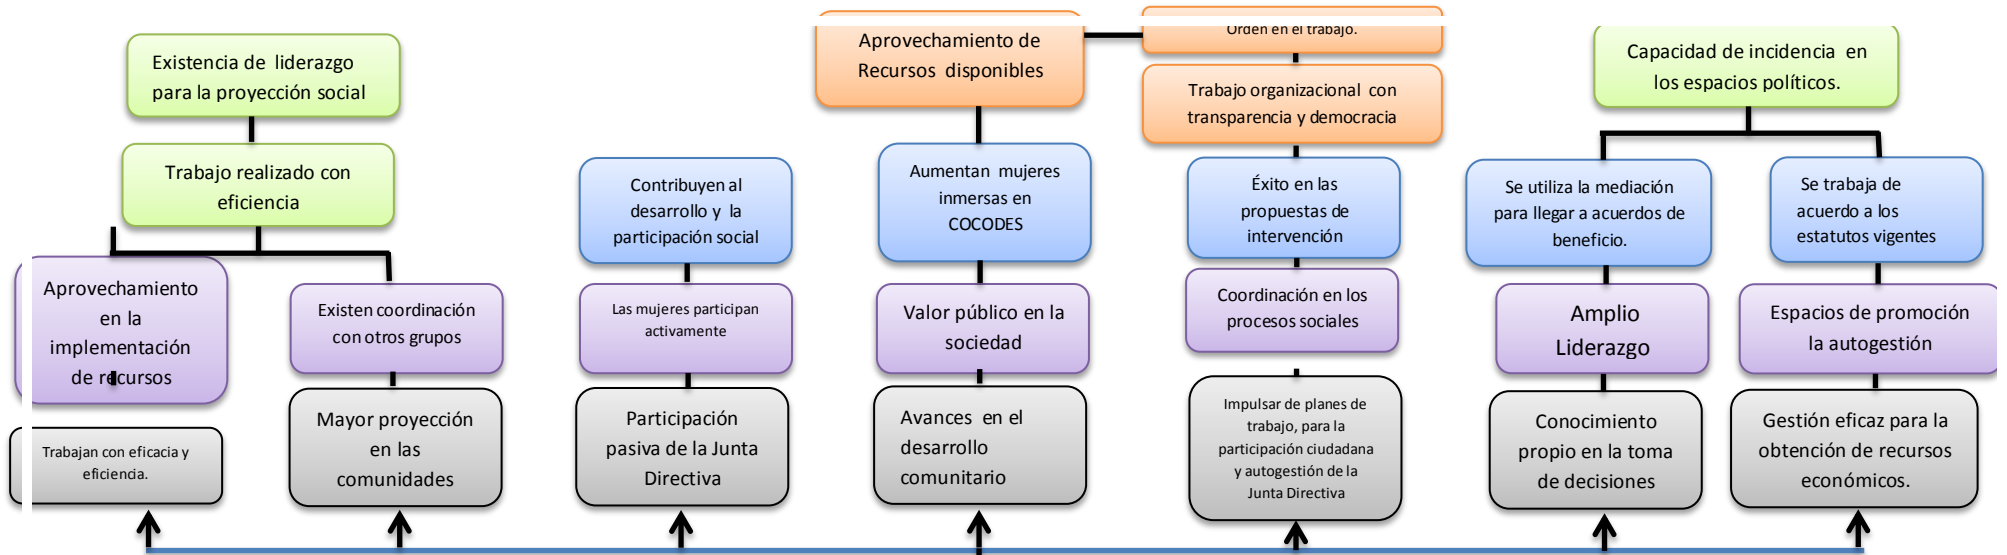 Existencia de liderazgo
para la proyección social
Trabajo realizado con
eficiencia
Aprovechamiento
en la
implementación
de recursos
Trabajan con eficacia y
eficiencia.
Existen coordinación
con otros grupos
Mayor proyección
en las
comunidades
Contribuyen al
desarrollo y la
participación social
Las mujeres participan
activamente
Participación
pasiva de la Junta
Directiva
Aprovechamiento de
Recursos disponibles
Aumentan mujeres
inmersas en
COCODES
Valor público en la
sociedad
Avances en el
desarrollo
comunitario
Orden en el trabajo.
Trabajo organizacional con
transparencia y democracia
Éxito en las
propuestas de
intervención
Coordinación en los
procesos sociales
Impulsar de planes de
trabajo, para la
participación ciudadana
y autogestión de la
Junta Directiva
Capacidad de incidencia en
los espacios políticos.
Se utiliza la mediación
para llegar a acuerdos de
beneficio.
Amplio
Liderazgo
Conocimiento
propio en la toma
de decisiones
Se trabaja de
acuerdo a los
estatutos vigentes
Espacios de promoción
la autogestión
Gestión eficaz para la
obtención de recursos
económicos.